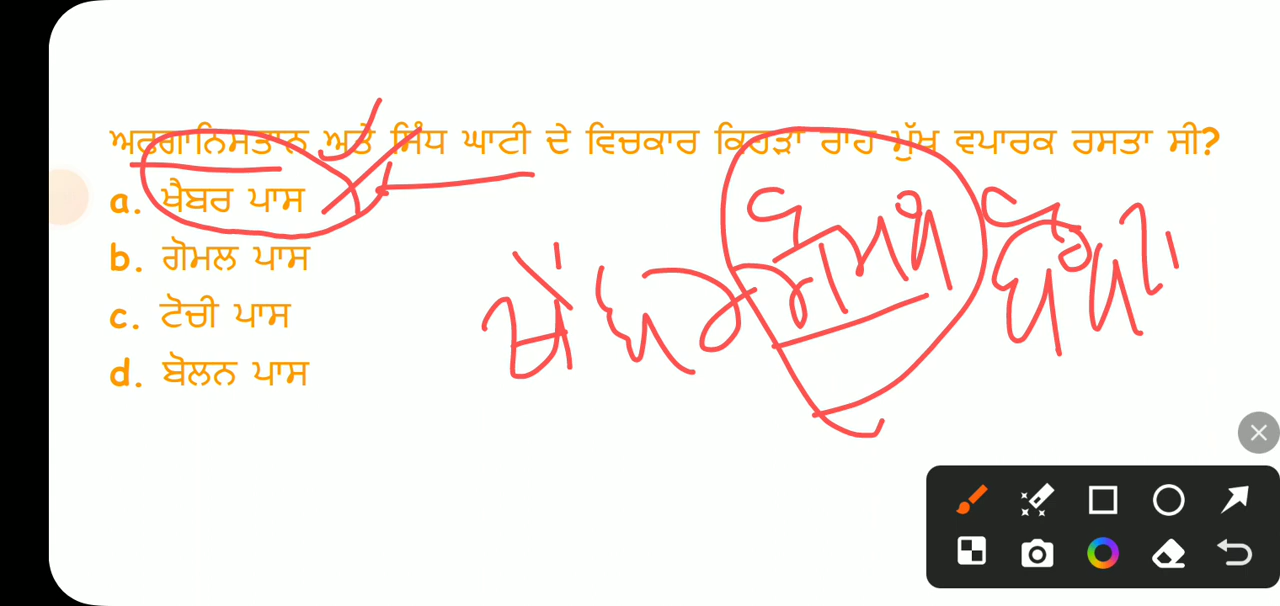 ਅਫਗਾਨਿਸਤਾਨ ਅਤੇ ਸਿੰਧ ਘਾਟੀ ਦੇ ਵਿਚਕਾਰ ਕਿਹੜਾ ਰਾਹ ਮੁੱਖ ਵਪਾਰਕ ਰਸਤਾ ਸੀ?
a. ਖੈਬਰ ਪਾਸ
b. ਗੋਮਲ ਪਾਸ
c. ਟੋਚੀ ਪਾਸ
d. ਬੋਲਨ ਪਾਸ